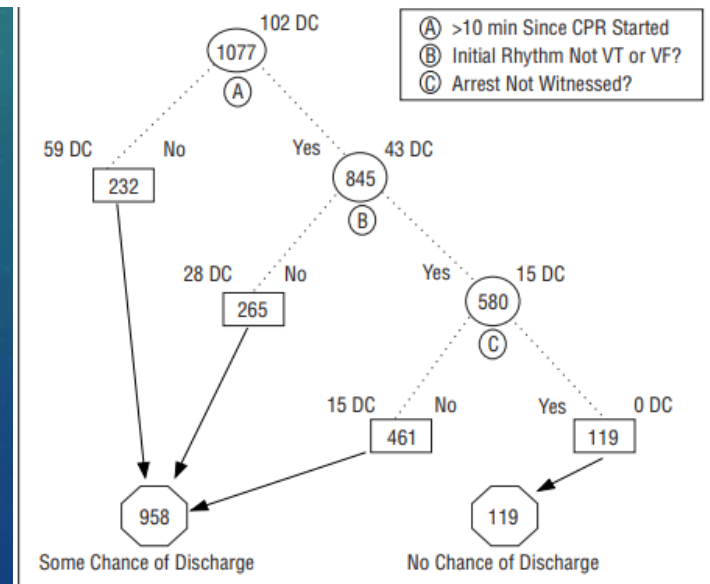 102 DC
1077
Ⓐ
Ⓐ >10 min Since CPR Started
Ⓑ Initial Rhythm Not VT or VF?
Ⓒ Arrest Not Witnessed?
59 DC No
232
Yes 43 DC
845
Ⓑ
28 DC No
265
Yes 15 DC
580
Ⓒ
15 DC No
461
Yes 0 DC
119
958
Some Chance of Discharge
119
No Chance of Discharge